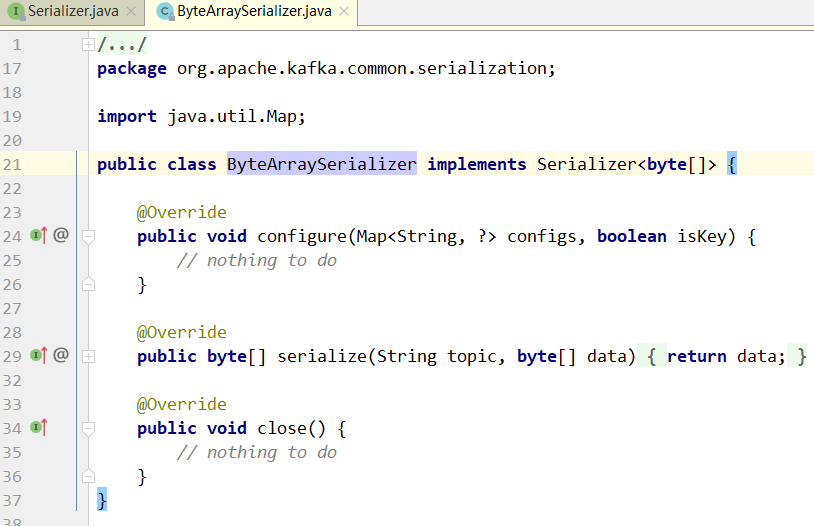 Serializer.java × ByteArraySerializer.java ×
1 /.../
17 package org.apache.kafka.common.serialization;
18
19 import java.util.Map;
20
21 public class ByteArraySerializer implements Serializer<byte[]> {
22
23 @Override
24 @ public void configure(Map<String, ?> configs, boolean isKey) {
25 // nothing to do
26 }
27
28 @Override
29 @ public byte[] serialize(String topic, byte[] data) { return data; }
32
33 @Override
34 public void close() {
35 // nothing to do
36 }
37 }
38